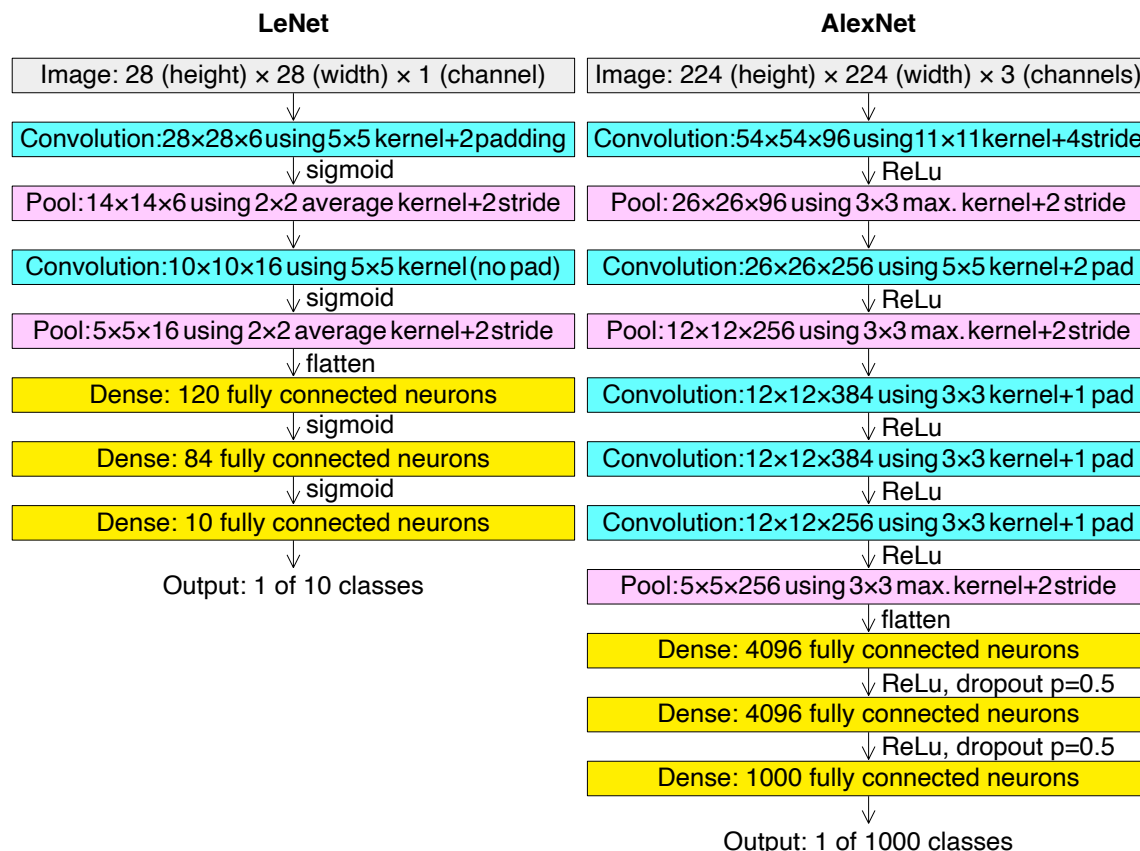 LeNet
Image: 28 (height) × 28 (width) × 1 (channel)
Convolution:28×28×6 using 5×5 kernel+2 padding
sigmoid
Pool:14×14×6 using 2×2 average kernel+2 stride
Convolution:10×10×16 using 5×5 kernel (no pad)
sigmoid
Pool:5×5×16 using 2×2 average kernel+2 stride
flatten
Dense: 120 fully connected neurons
sigmoid
Dense: 84 fully connected neurons
sigmoid
Dense: 10 fully connected neurons
Output: 1 of 10 classes
AlexNet
Image: 224 (height) × 224 (width) × 3 (channels)
Convolution:54×54×96 using 11×11 kernel+4 stride
ReLu
Pool:26×26×96 using 3×3 max. kernel+2 stride
Convolution:26×26×256 using 5×5 kernel+2 pad
ReLu
Pool:12×12×256 using 3×3 max. kernel+2 stride
Convolution:12×12×384 using 3×3 kernel+1 pad
ReLu
Convolution:12×12×384 using 3×3 kernel+1 pad
ReLu
Convolution:12×12×256 using 3×3 kernel+1 pad
ReLu
Pool:5×5×256 using 3×3 max. kernel+2 stride
flatten
Dense: 4096 fully connected neurons
ReLu, dropout p=0.5
Dense: 4096 fully connected neurons
ReLu, dropout p=0.5
Dense: 1000 fully connected neurons
Output: 1 of 1000 classes